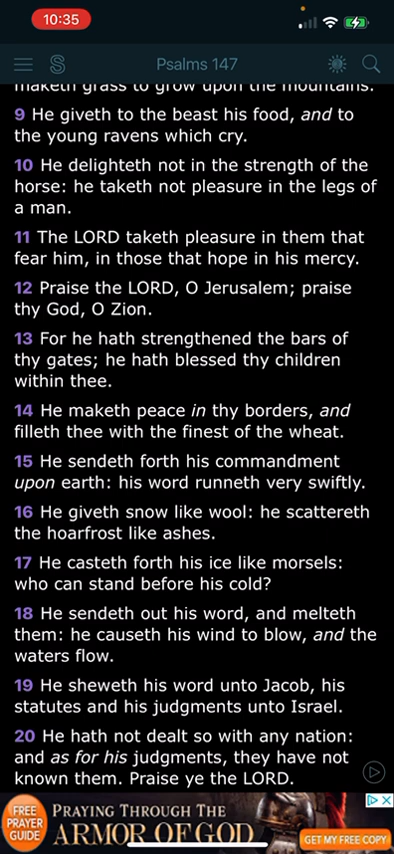 10:35
Psalms 147
maketh grass to grow upon the mountains.
9 He giveth to the beast his food, and to
the young ravens which cry.
10 He delighteth not in the strength of the
horse: he taketh not pleasure in the legs of
a man.
11 The LORD taketh pleasure in them that
fear him, in those that hope in his mercy.
12 Praise the LORD, O Jerusalem; praise
thy God, O Zion.
13 For he hath strengthened the bars of
thy gates; he hath blessed thy children
within thee.
14 He maketh peace in thy borders, and
filleth thee with the finest of the wheat.
15 He sendeth forth his commandment
upon earth: his word runneth very swiftly.
16 He giveth snow like wool: he scattereth
the hoarfrost like ashes.
17 He casteth forth his ice like morsels:
who can stand before his cold?
18 He sendeth out his word, and melteth
them: he causeth his wind to blow, and the
waters flow.
19 He sheweth his word unto Jacob, his
statutes and his judgments unto Israel.
20 He hath not dealt so with any nation:
and as for his judgments, they have not
known them. Praise ye the LORD.
FREE
PRAYER
GUIDE
PRAYING THROUGH THE
ARMOR OF GOD
GET MY FREE COPY